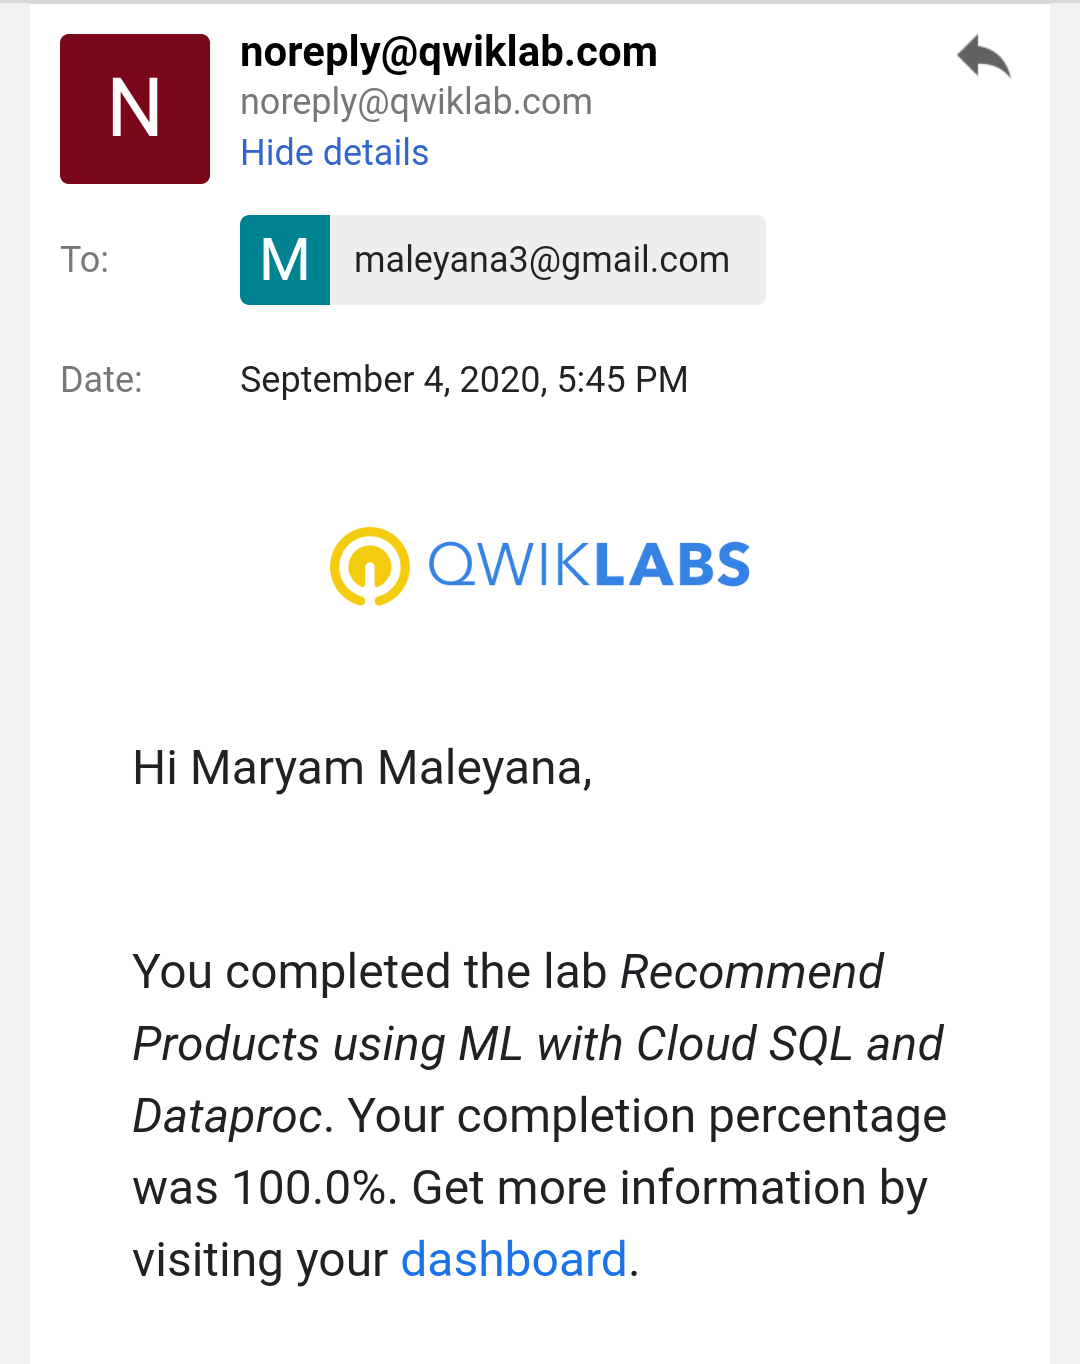 N
noreply@qwiklab.com
noreply@qwiklab.com
Hide details
To:
M
maleyana3@gmail.com
Date:
September 4, 2020, 5:45 PM
QWIKLABS
Hi Maryam Maleyana,
You completed the lab Recommend
Products using ML with Cloud SQL and
Dataproc. Your completion percentage
was 100.0%. Get more information by
visiting your dashboard.